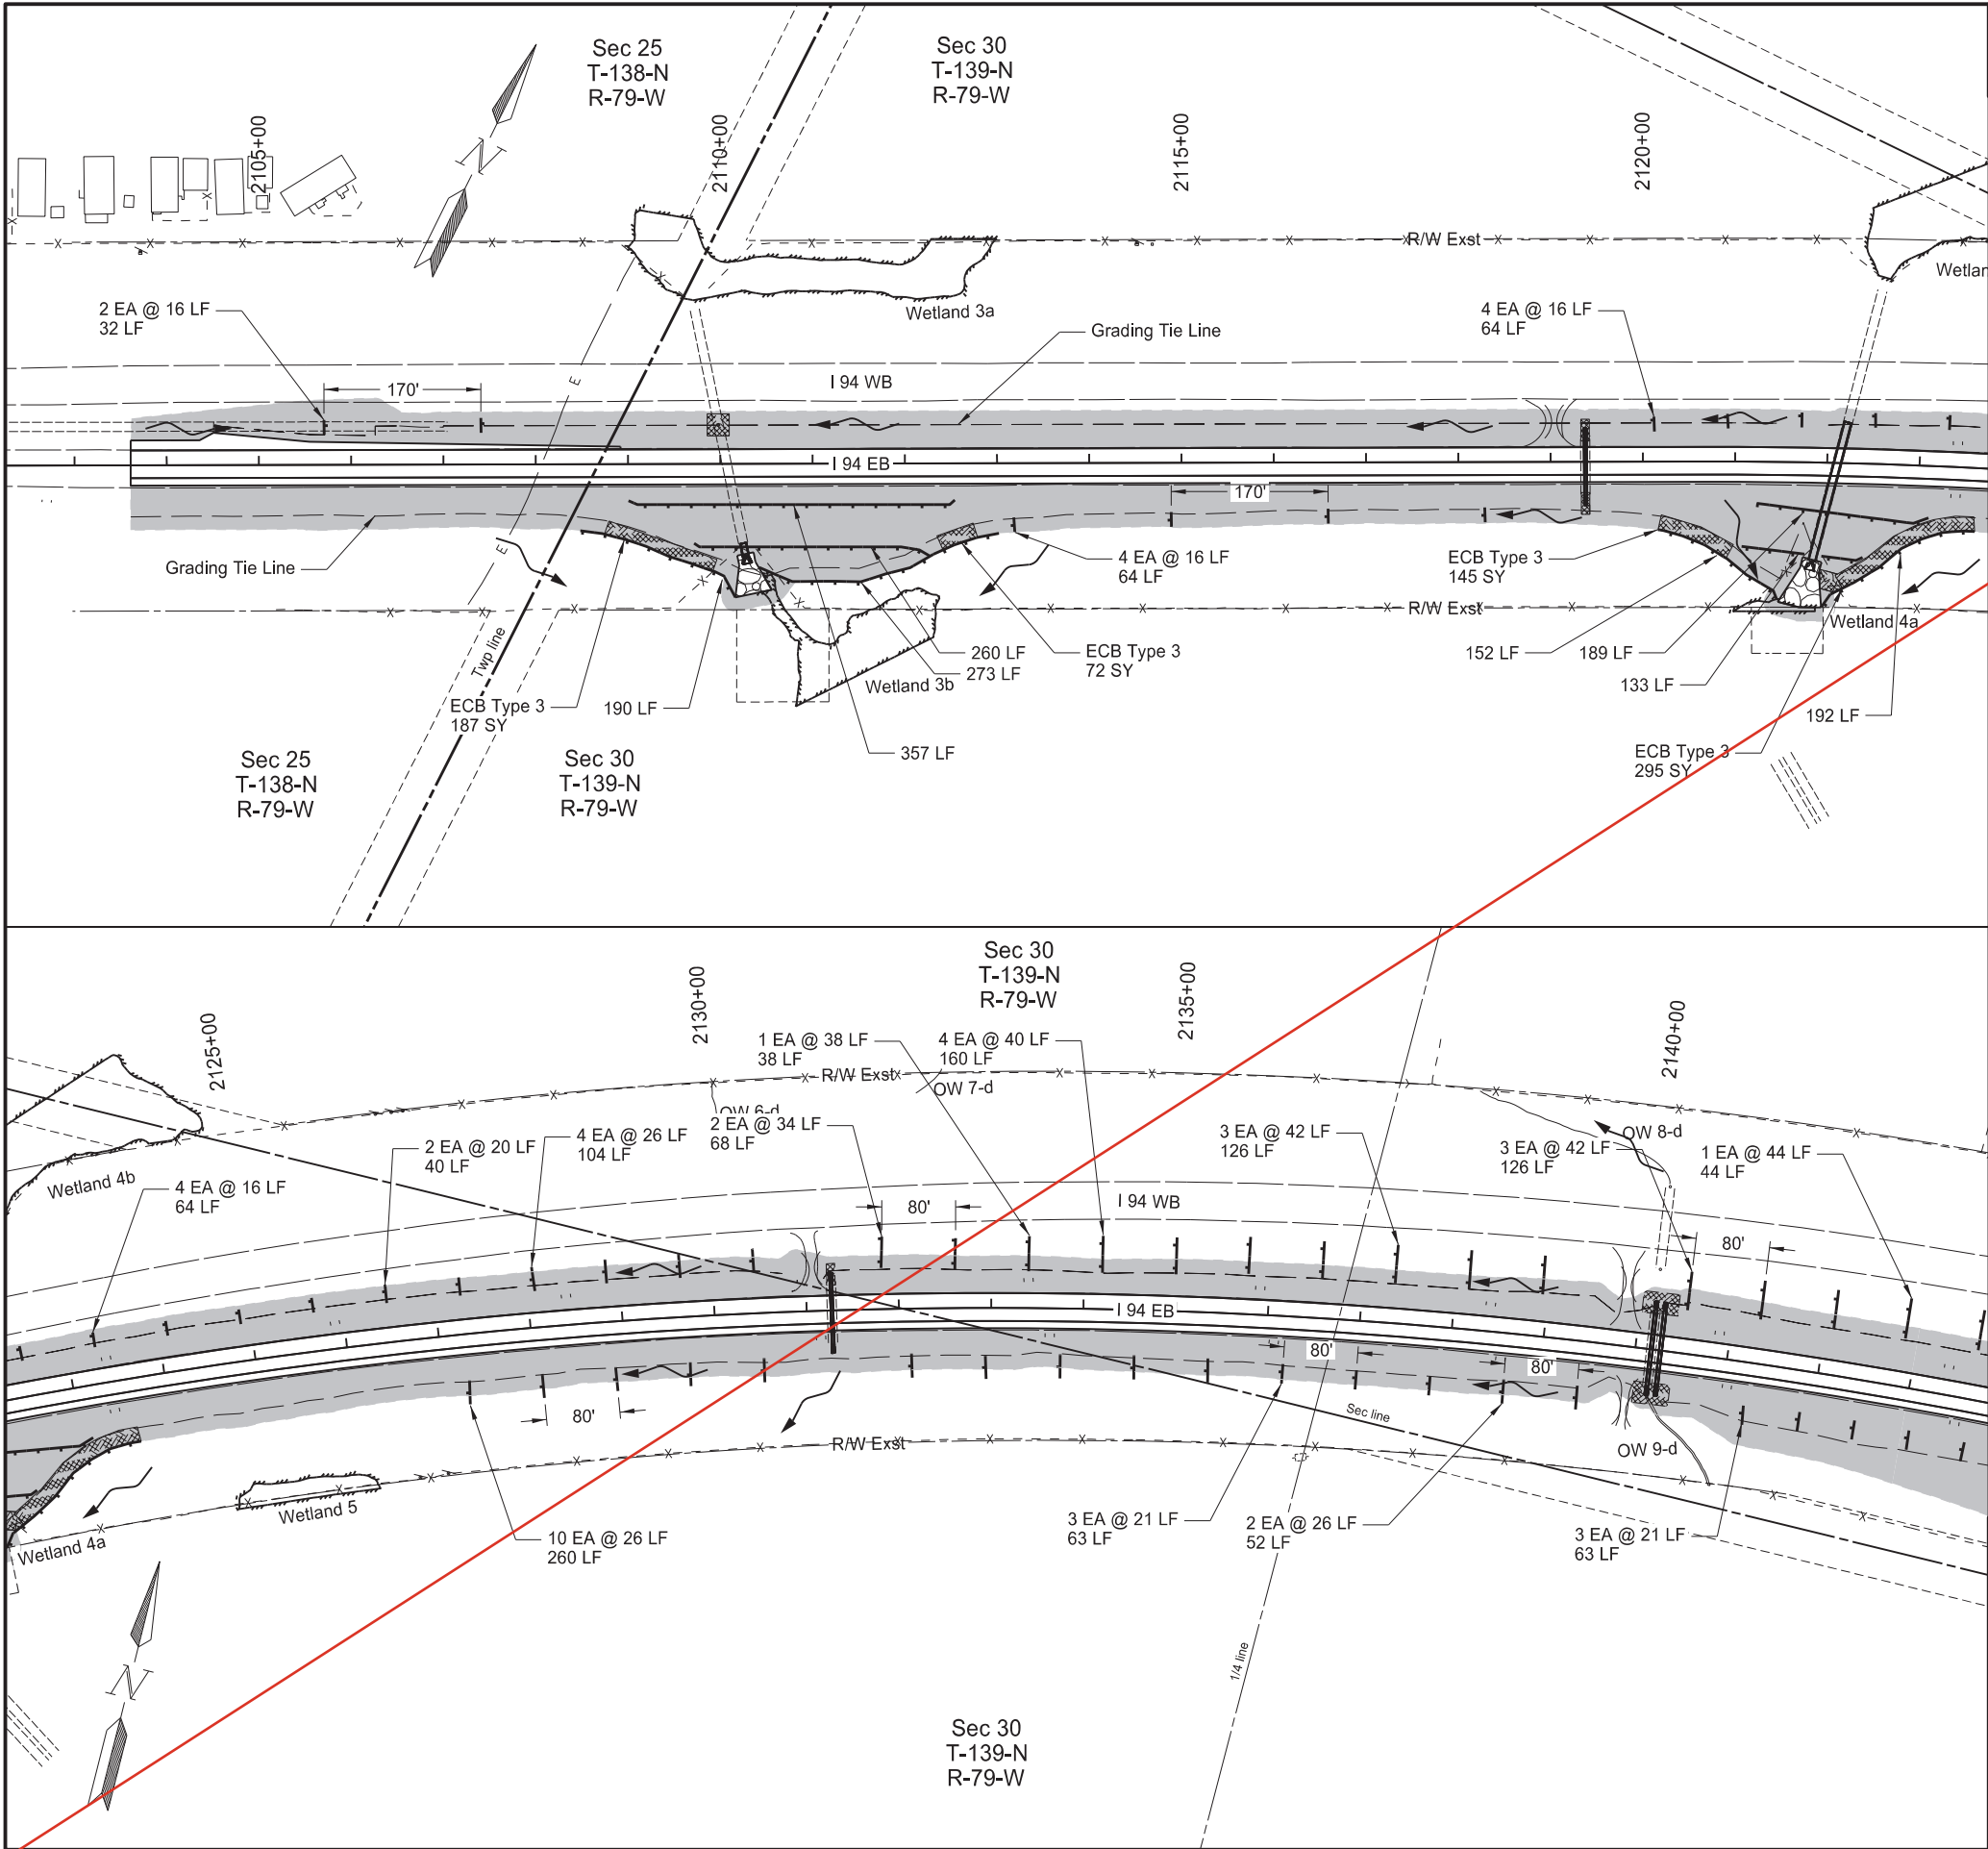 Sec 25
T-138-N
R-79-W
Sec 30
T-139-N
R-79-W
2105+00
2110+00
2115+00
2120+00
N
R/W Exst
Wetland 3a
2 EA @ 16 LF
32 LF
Grading Tie Line
4 EA @ 16 LF
64 LF
170'
I 94 WB
E
I 94 EB
170'
Grading Tie Line
E
4 EA @ 16 LF
64 LF
ECB Type 3
145 SY
R/W Exst
Wetland 4a
Twp line
260 LF
273 LF
ECB Type 3
72 SY
152 LF
189 LF
133 LF
Wetland 3b
ECB Type 3
187 SY
190 LF
192 LF
357 LF
ECB Type 3
295 SY
Sec 25
T-138-N
R-79-W
Sec 30
T-139-N
R-79-W
Sec 30
T-139-N
R-79-W
2125+00
2130+00
2135+00
2140+00
1 EA @ 38 LF
38 LF
4 EA @ 40 LF
160 LF
R/W Exst
OW 7-d
OW 6-d
2 EA @ 34 LF
68 LF
4 EA @ 26 LF
104 LF
2 EA @ 20 LF
40 LF
3 EA @ 42 LF
126 LF
OW 8-d
3 EA @ 42 LF
126 LF
1 EA @ 44 LF
44 LF
Wetland 4b
4 EA @ 16 LF
64 LF
80'
I 94 WB
80'
I 94 EB
80'
80'
80'
Sec line
R/W Exst
OW 9-d
Wetland 5
Wetland 4a
10 EA @ 26 LF
260 LF
3 EA @ 21 LF
63 LF
2 EA @ 26 LF
52 LF
3 EA @ 21 LF
63 LF
N
1/4 line
Sec 30
T-139-N
R-79-W